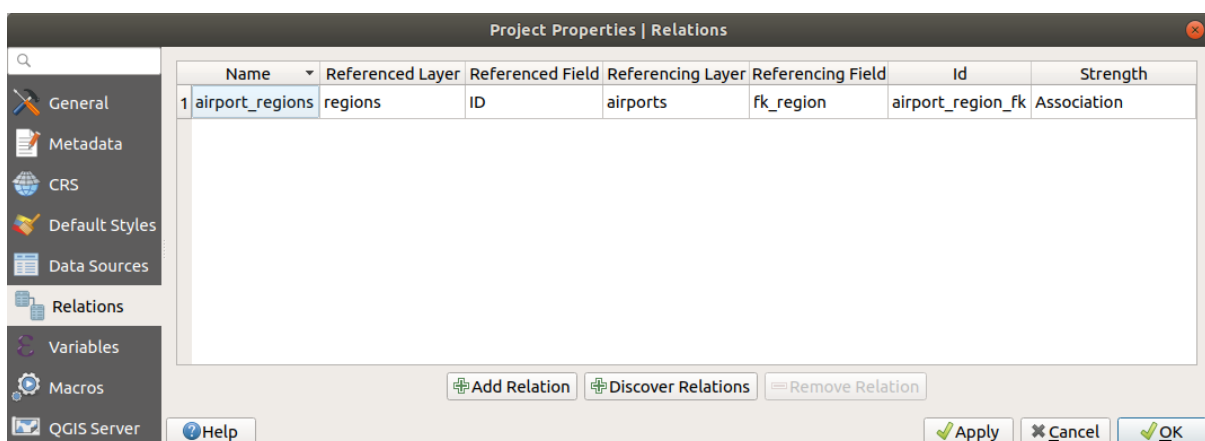 Project Properties | Relations
General
Metadata
CRS
Default Styles
Data Sources
Relations
Variables
Macros
QGIS Server
Name Referenced Layer Referenced Field Referencing Layer Referencing Field Id Strength
1 airport_regions regions ID airports fk_region airport_region_fk Association
Add Relation Discover Relations Remove Relation
Help Apply Cancel OK